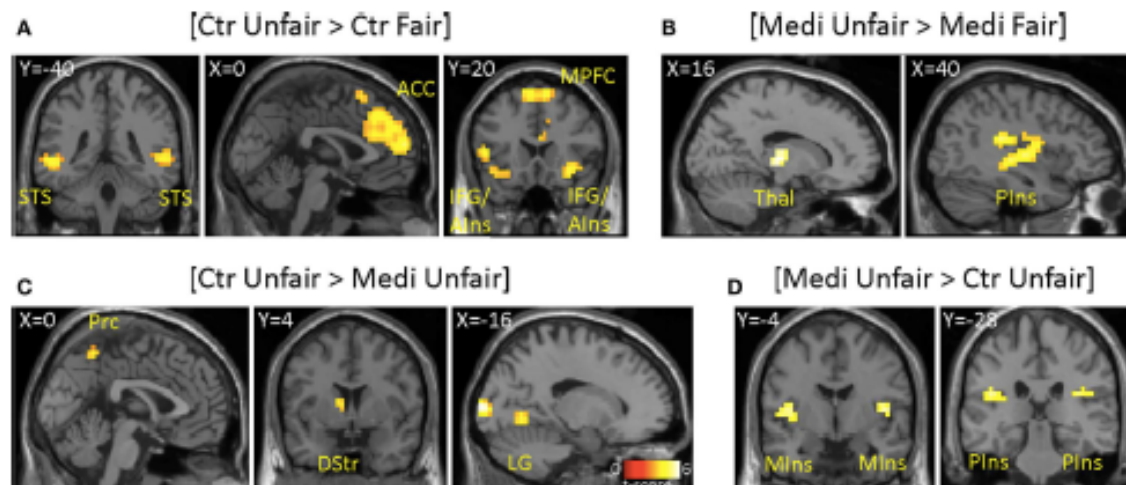 A [Ctr Unfair > Ctr Fair]
Y=-40 X=0 ACC Y=20 MPFC
STS STS IFG/AIns IFG/AIns
B [Medi Unfair > Medi Fair]
X=16 X=40
Thal PIns
C [Ctr Unfair > Medi Unfair]
X=0 Prc Y=4 X=-16
DStr LG 0 6
D [Medi Unfair > Ctr Unfair]
Y=-4 Y=-28
MIns MIns PIns PIns